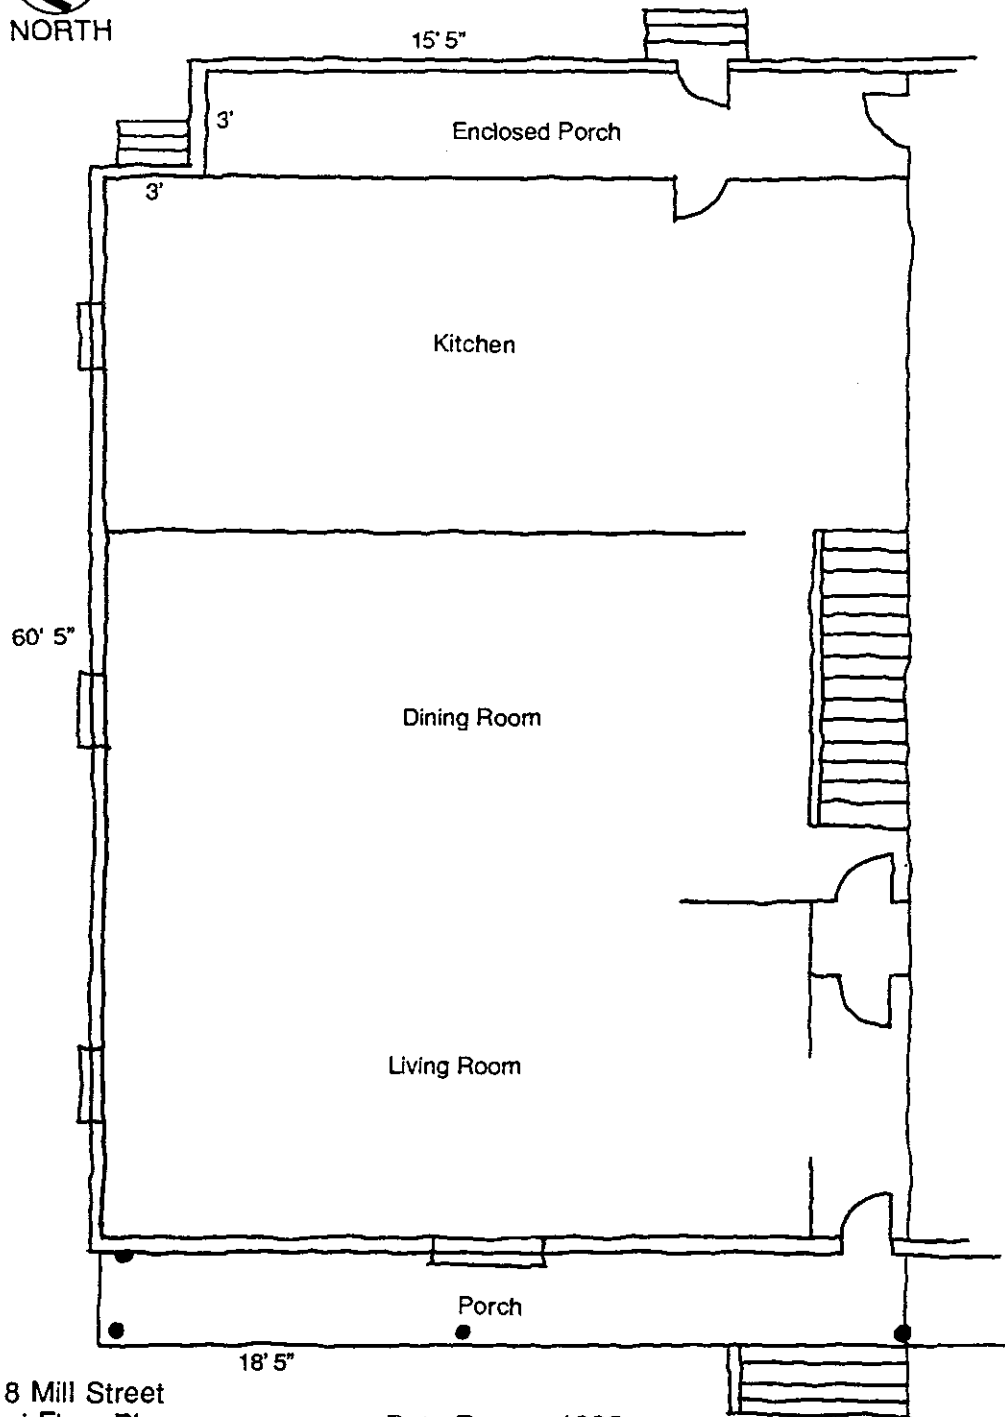 NORTH
15' 5"
3'
Enclosed Porch
3'
Kitchen
60' 5"
Dining Room
Living Room
Porch
18' 5"
8 Mill Street